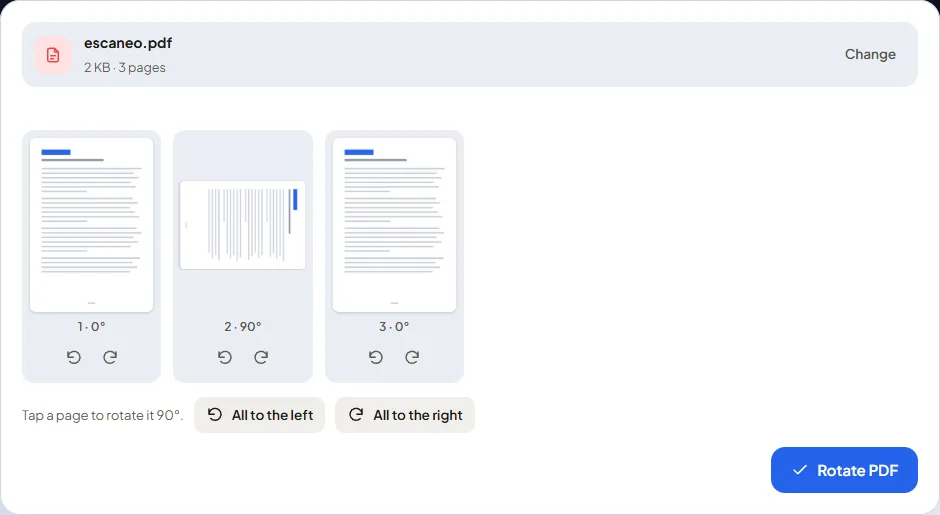 escaneo.pdf
2 KB · 3 pages
Change
1 · 0°
2 · 90°
3 · 0°
Tap a page to rotate it 90°.
All to the left
All to the right
Rotate PDF